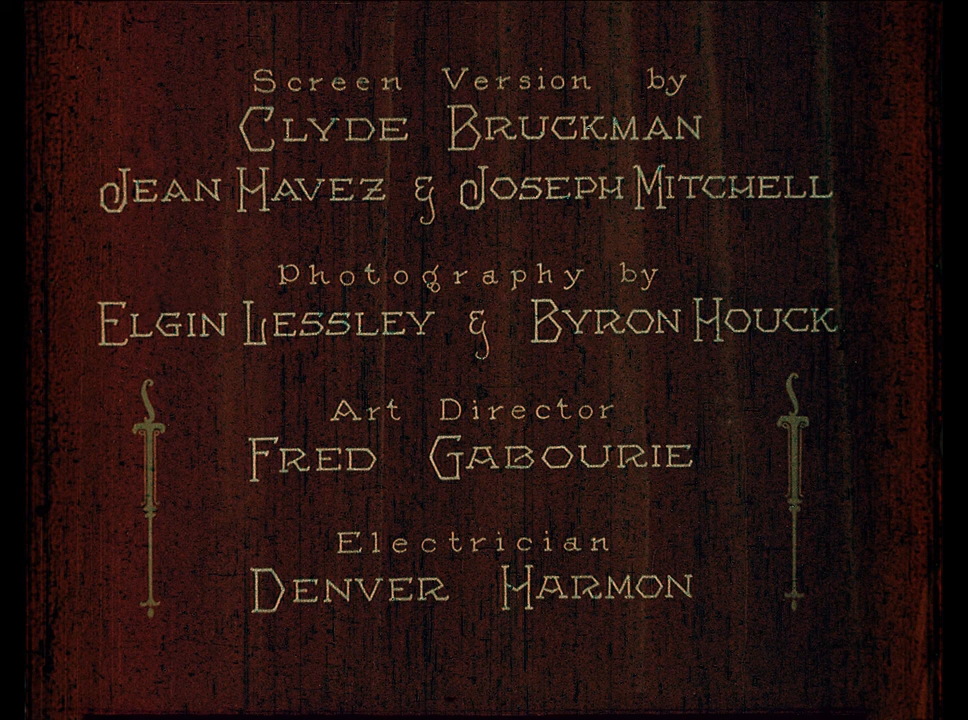 Screen Version by
CLYDE BRUCKMAN
JEAN HAVEZ & JOSEPH MITCHELL
Photography by
ELGIN LESSLEY & BYRON HOUCK
Art Director
FRED GABOURIE
Electrician
DENVER HARMON